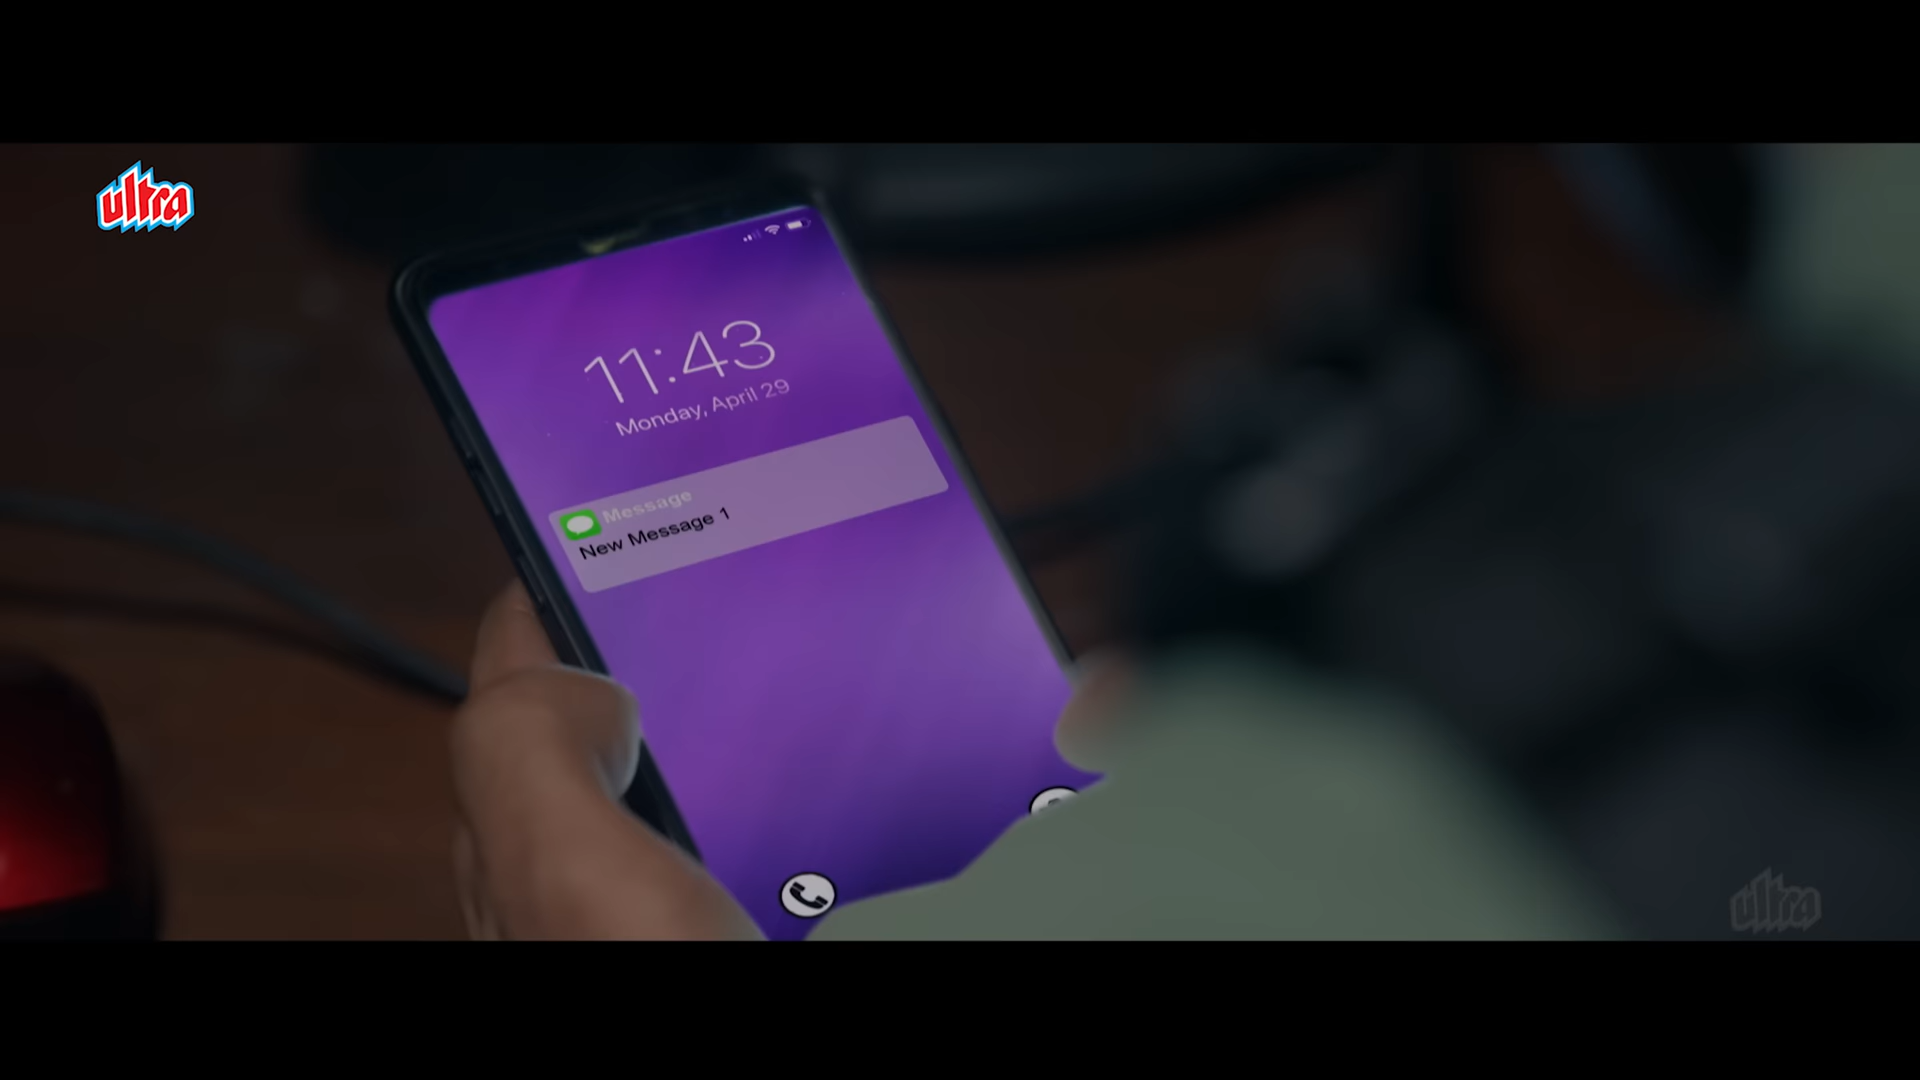 ultra
11:43
Monday, April 29
Message
New Message 1
ultra